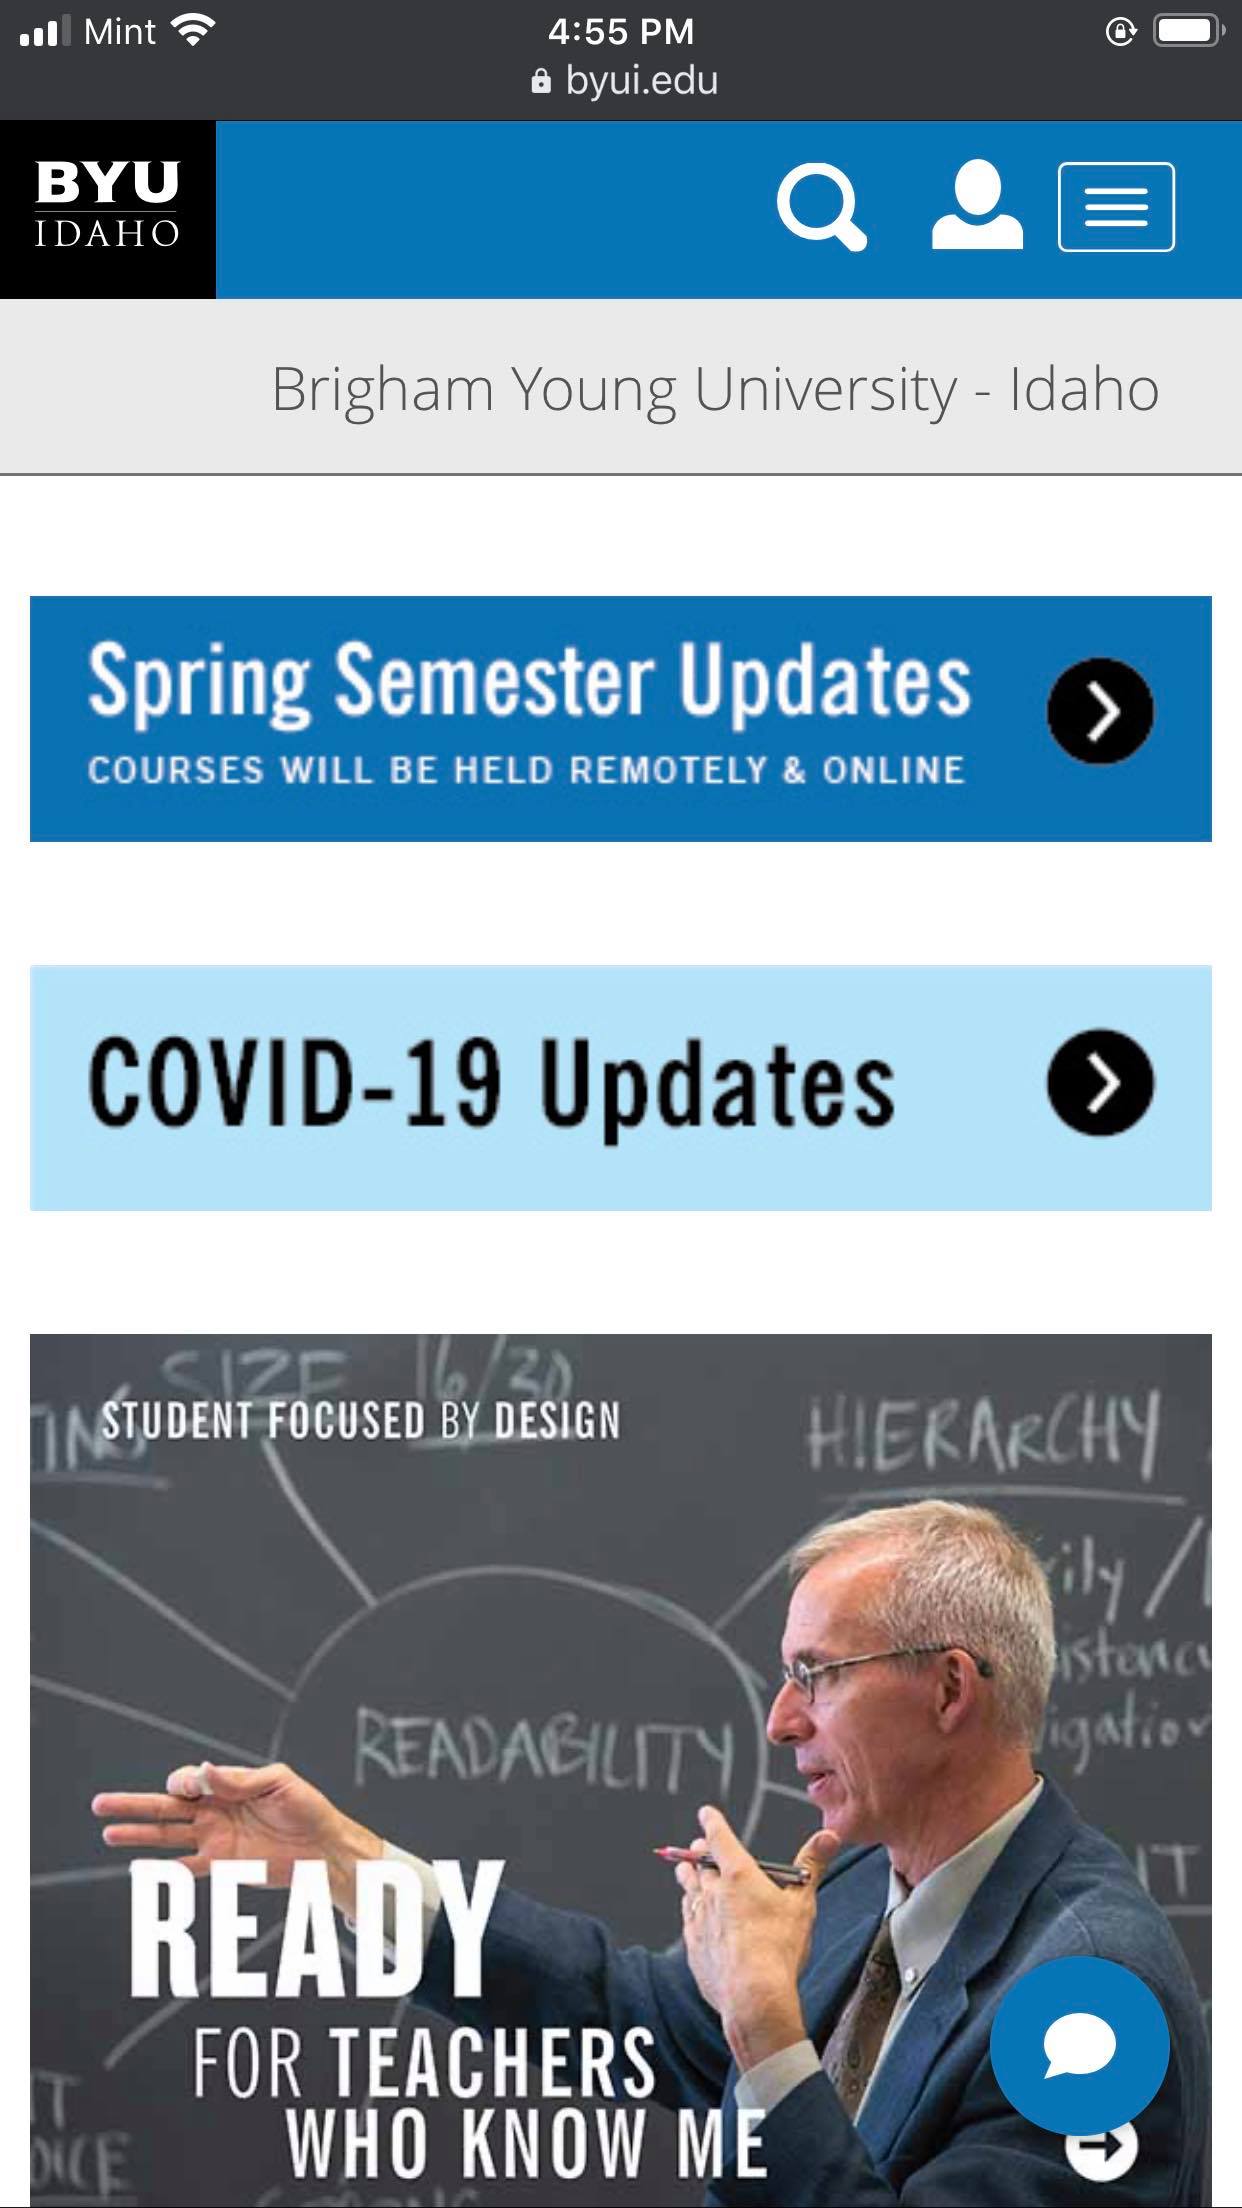 Mint
4:55 PM
byui.edu
BYU
IDAHO
Brigham Young University - Idaho
Spring Semester Updates
COURSES WILL BE HELD REMOTELY & ONLINE
COVID-19 Updates
SIZE 16/30
STUDENT FOCUSED BY DESIGN
HIERARCHY
READABILITY
READY
FOR TEACHERS
WHO KNOW ME